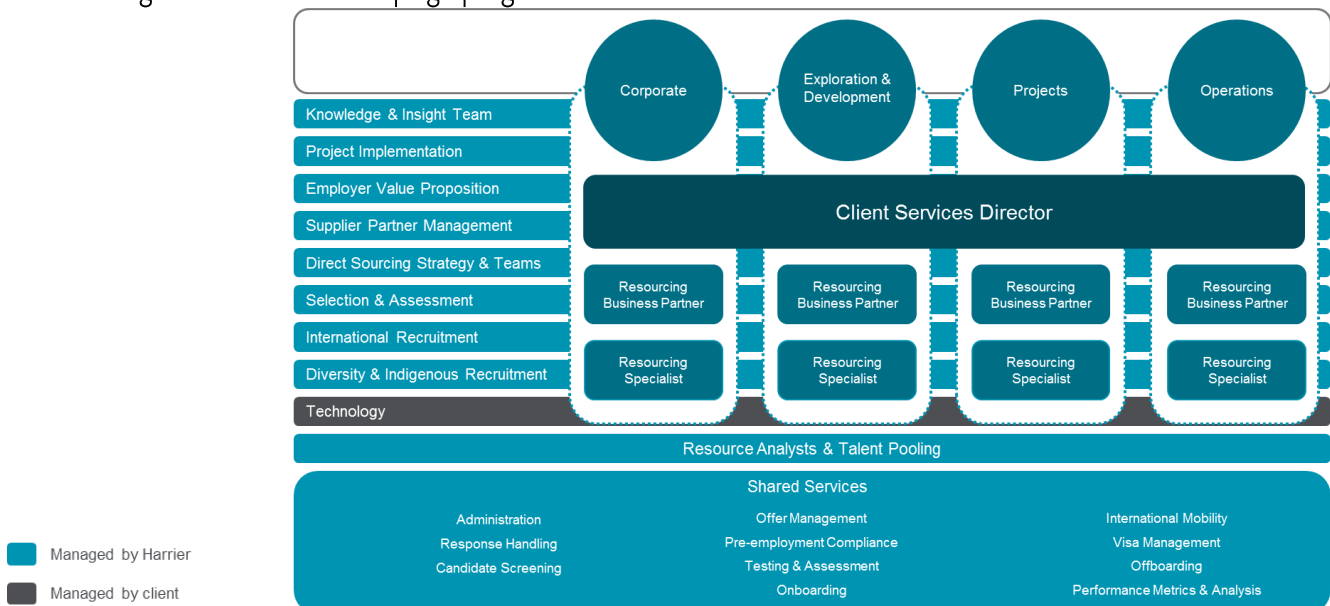 Corporate
Exploration &
Development
Projects
Operations
Knowledge & Insight Team
Project Implementation
Employer Value Proposition
Supplier Partner Management
Direct Sourcing Strategy & Teams
Selection & Assessment
International Recruitment
Diversity & Indigenous Recruitment
Technology
Client Services Director
Resourcing
Business Partner
Resourcing
Business Partner
Resourcing
Business Partner
Resourcing
Business Partner
Resourcing
Specialist
Resourcing
Specialist
Resourcing
Specialist
Resourcing
Specialist
Resource Analysts & Talent Pooling
Shared Services
Administration
Response Handling
Candidate Screening
Offer Management
Pre-employment Compliance
Testing & Assessment
Onboarding
International Mobility
Visa Management
Offboarding
Performance Metrics & Analysis
Managed by Harrier
Managed by client